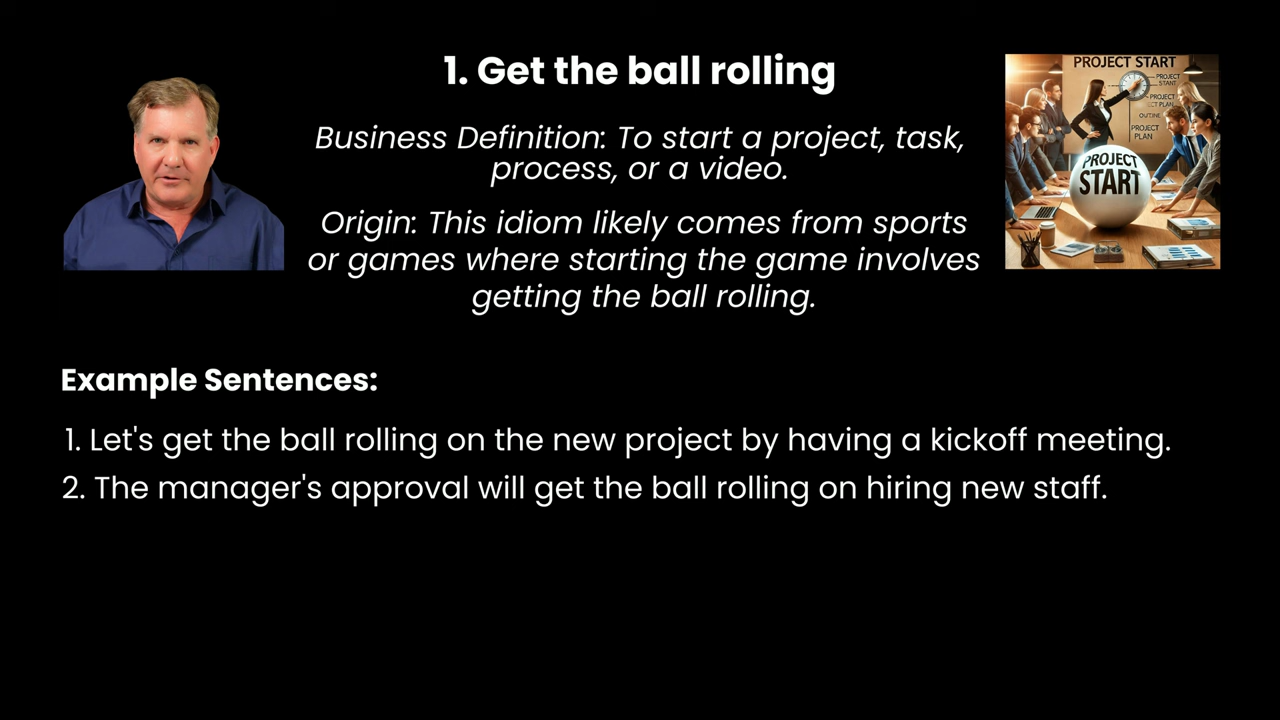 1. Get the ball rolling
Business Definition: To start a project, task,
process, or a video.
Origin: This idiom likely comes from sports
or games where starting the game involves
getting the ball rolling.
PROJECT START
PROJECT
START
PROJECT
PLAN
OUTLINE
PROJECT
PLAN
PROJECT
START
Example Sentences:
1. Let's get the ball rolling on the new project by having a kickoff meeting.
2. The manager's approval will get the ball rolling on hiring new staff.